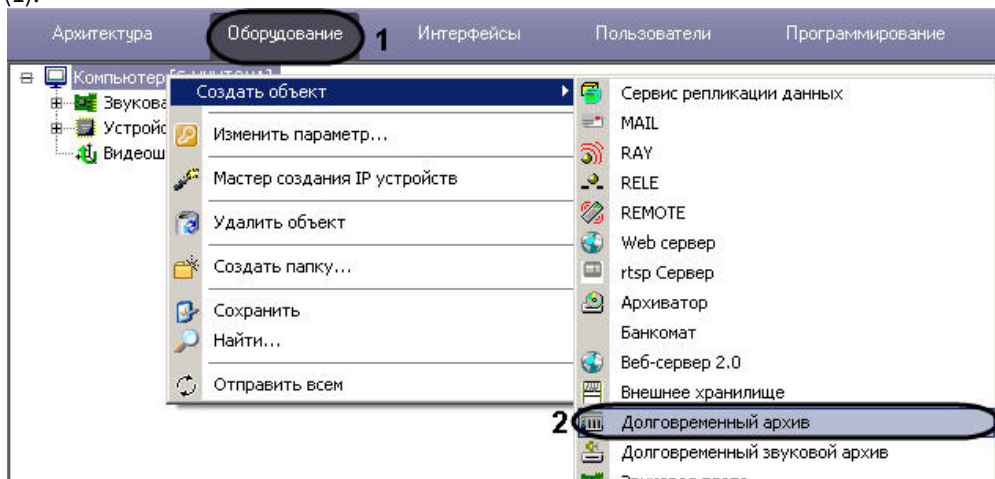 (1).
Архитектура Оборудование 1 Интерфейсы Пользователи Программирование
Компьютер
Звукова
Устройс
Видеош
Создать объект
Изменить параметр...
Мастер создания IP устройств
Удалить объект
Создать папку...
Сохранить
Найти...
Отправить всем
Сервис репликации данных
MAIL
RAY
RELE
REMOTE
Web сервер
rtsp Сервер
Архиватор
Банкомат
Веб-сервер 2.0
Внешнее хранилище
2 Долговременный архив
Долговременный звуковой архив